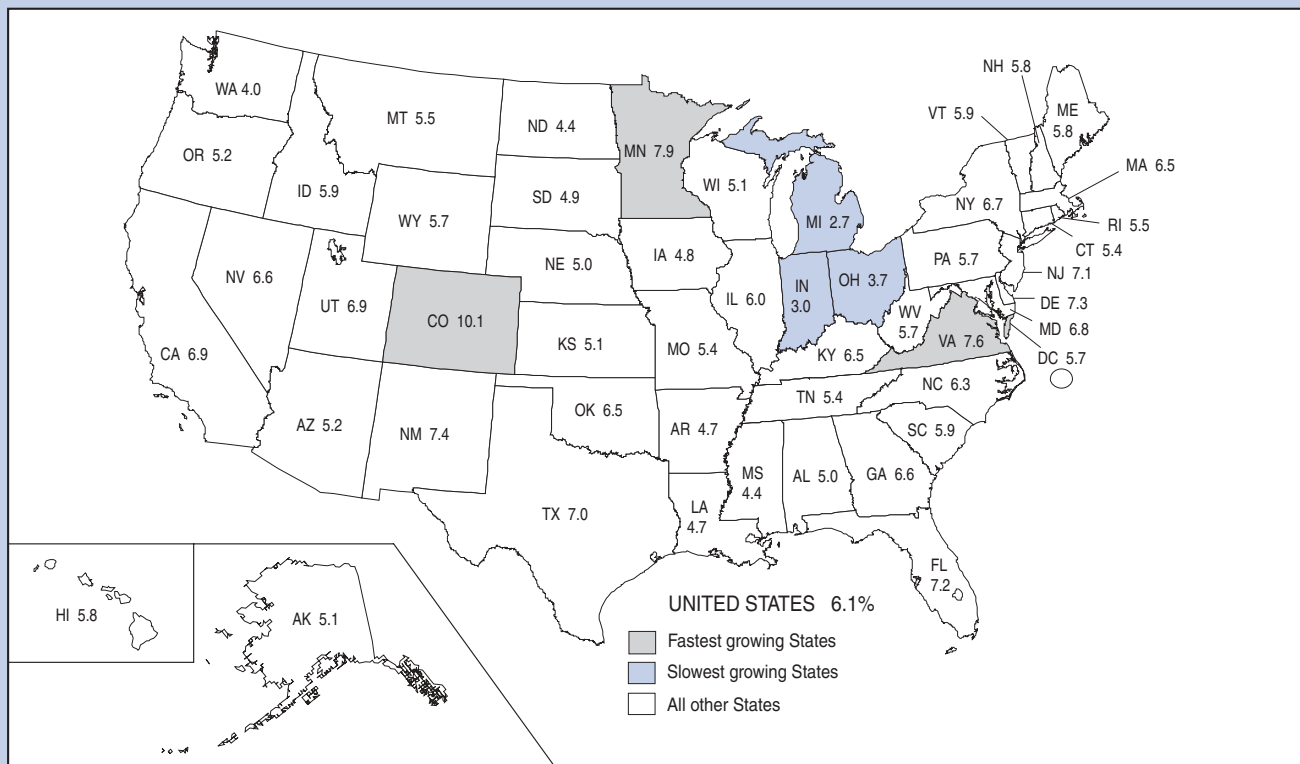 NH 5.8
VT 5.9
ME
5.8
WA 4.0
MT 5.5
ND 4.4
MN 7.9
OR 5.2
MA 6.5
ID 5.9
SD 4.9
WI 5.1
WY 5.7
NY 6.7
MI 2.7
RI 5.5
CT 5.4
IA 4.8
PA 5.7
NE 5.0
NJ 7.1
NV 6.6
UT 6.9
IL 6.0
IN
3.0
OH 3.7
DE 7.3
WV
5.7
MD 6.8
CO 10.1
VA 7.6
KS 5.1
MO 5.4
CA 6.9
KY 6.5
DC 5.7
NC 6.3
TN 5.4
OK 6.5
AZ 5.2
NM 7.4
AR 4.7
SC 5.9
MS
4.4
AL 5.0
GA 6.6
TX 7.0
LA
4.7
FL
7.2
HI 5.8
AK 5.1
UNITED STATES 6.1%
Fastest growing States
Slowest growing States
All other States